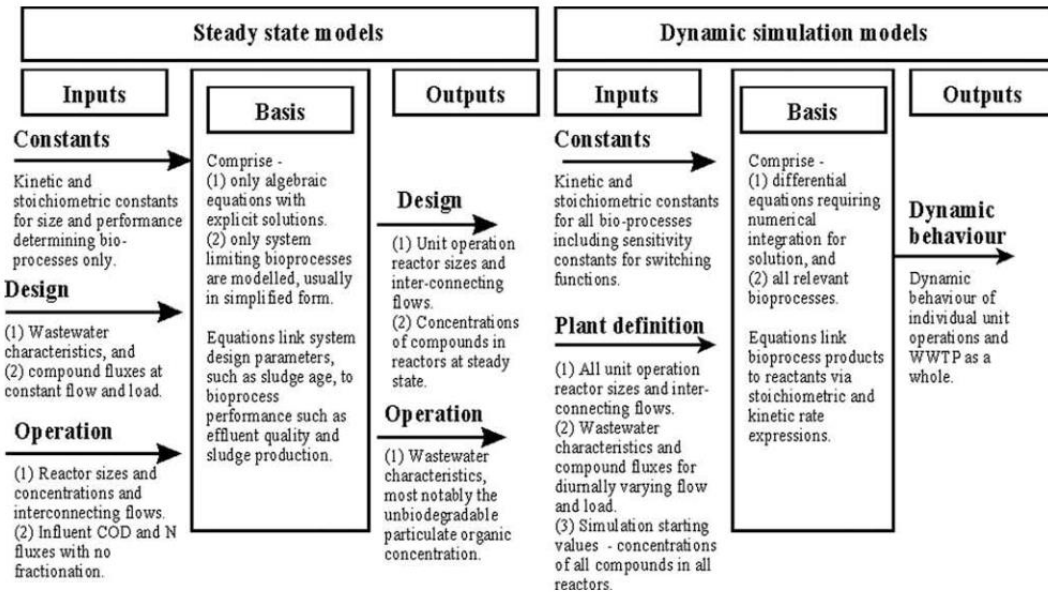 Steady state models
Inputs
Constants
Kinetic and
stoichiometric constants
for size and performance
determining bio-
processes only.
Design
(1) Wastewater
characteristics, and
(2) compound fluxes at
constant flow and load.
Operation
(1) Reactor sizes and
concentrations and
interconnecting flows.
(2) Influent COD and N
fluxes with no
fractionation.
Basis
Comprise -
(1) only algebraic
equations with
explicit solutions.
(2) only system
limiting bioprocesses
are modelled, usually
in simplified form.
Equations link system
design parameters,
such as sludge age, to
bioprocess
performance such as
effluent quality and
sludge production.
Outputs
Design
(1) Unit operation
reactor sizes and
inter-connecting
flows.
(2) Concentrations
of compounds in
reactors at steady
state.
Operation
(1) Wastewater
characteristics,
most notably the
unbiodegradable
particulate organic
concentration.
Dynamic simulation models
Inputs
Constants
Kinetic and
stoichiometric constants
for all bio-processes
including sensitivity
constants for switching
functions.
Plant definition
(1) All unit operation
reactor sizes and inter-
connecting flows.
(2) Wastewater
characteristics and
compound fluxes for
diurnally varying flow
and load.
(3) Simulation starting
values - concentrations
of all compounds in all
reactors.
Basis
Comprise -
(1) differential
equations requiring
numerical
integration for
solution, and
(2) all relevant
bioprocesses.
Equations link
bioprocess products
to reactants via
stoichiometric and
kinetic rate
expressions.
Outputs
Dynamic
behaviour
Dynamic
behaviour of
individual unit
operations and
WWTP as a
whole.